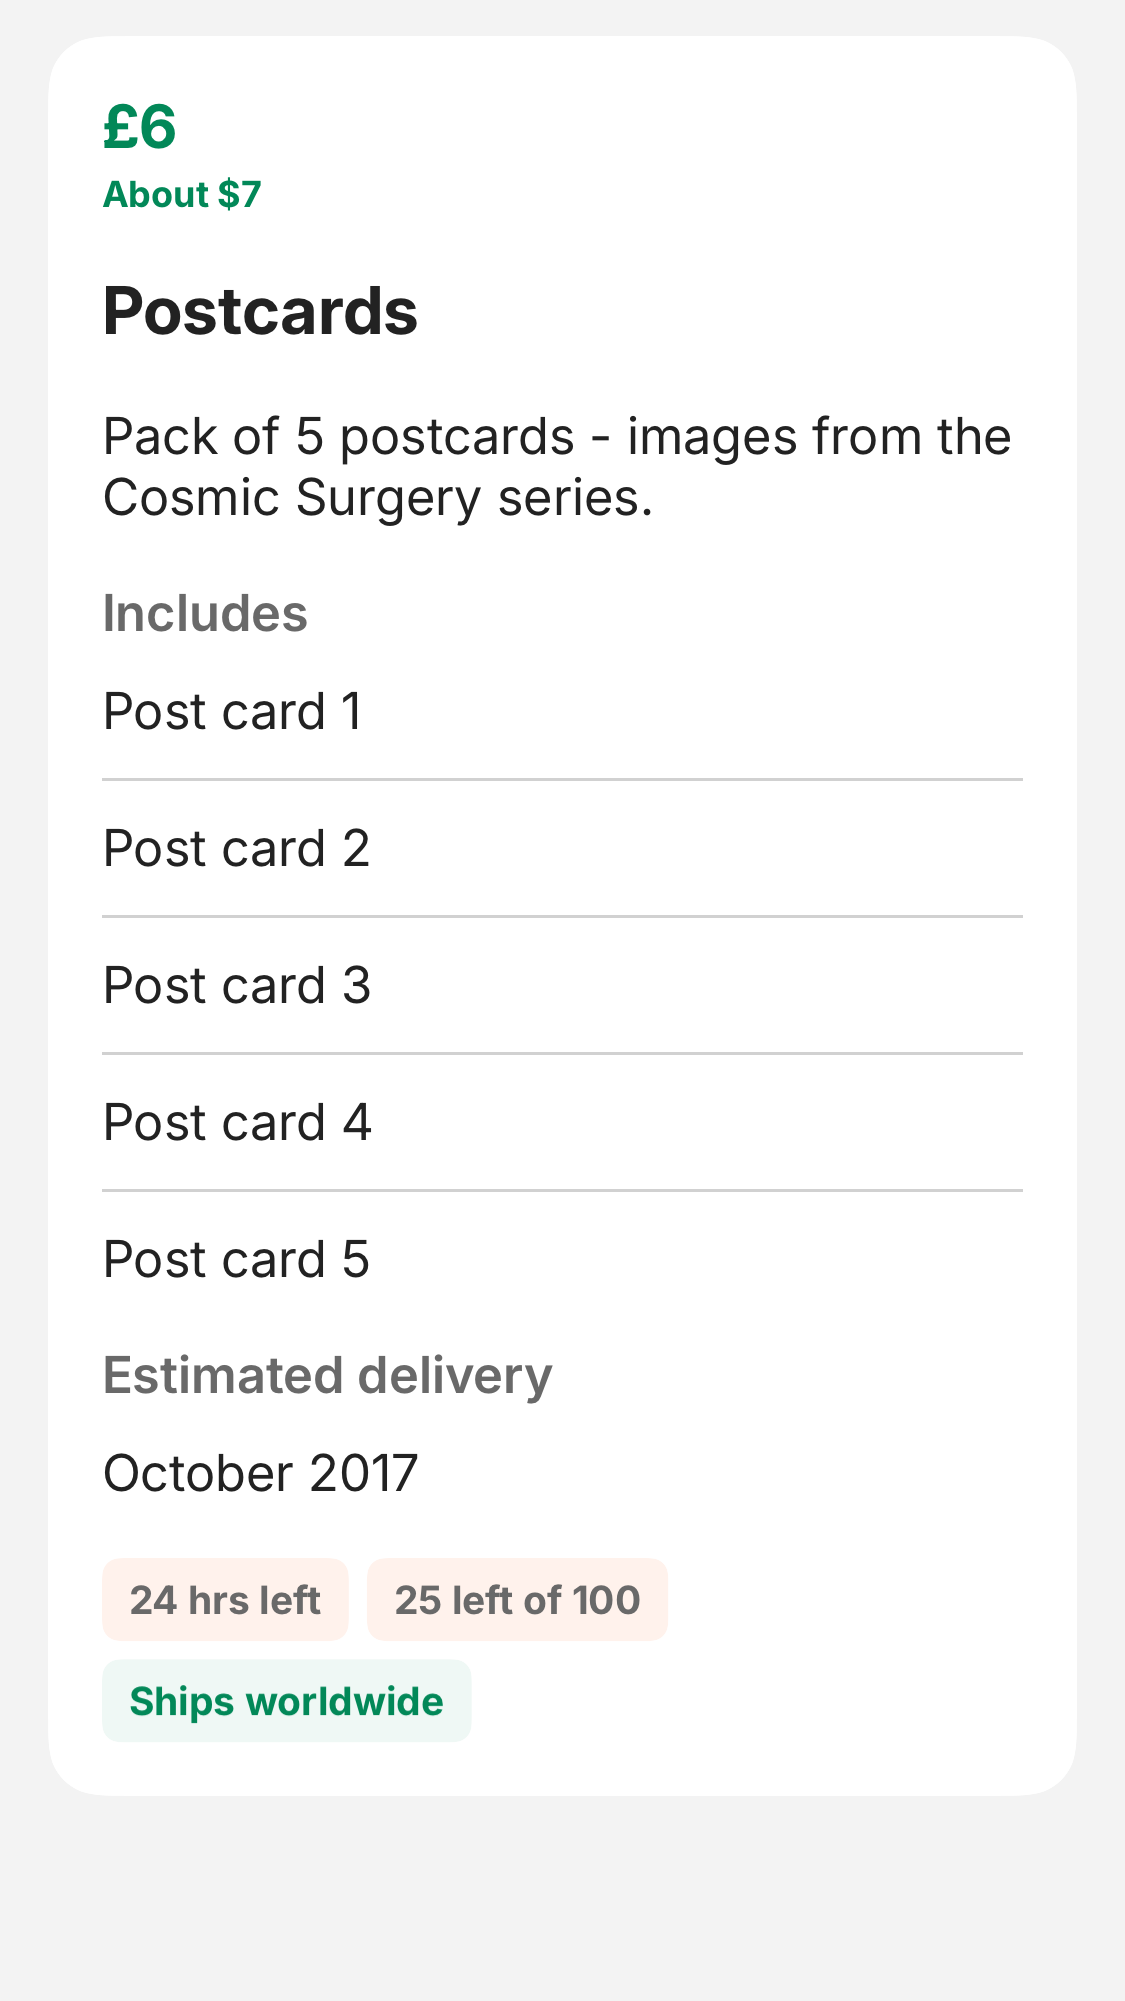 £6
About $7
Postcards
Pack of 5 postcards - images from the
Cosmic Surgery series.
Includes
Post card 1
Post card 2
Post card 3
Post card 4
Post card 5
Estimated delivery
October 2017
24 hrs left
25 left of 100
Ships worldwide